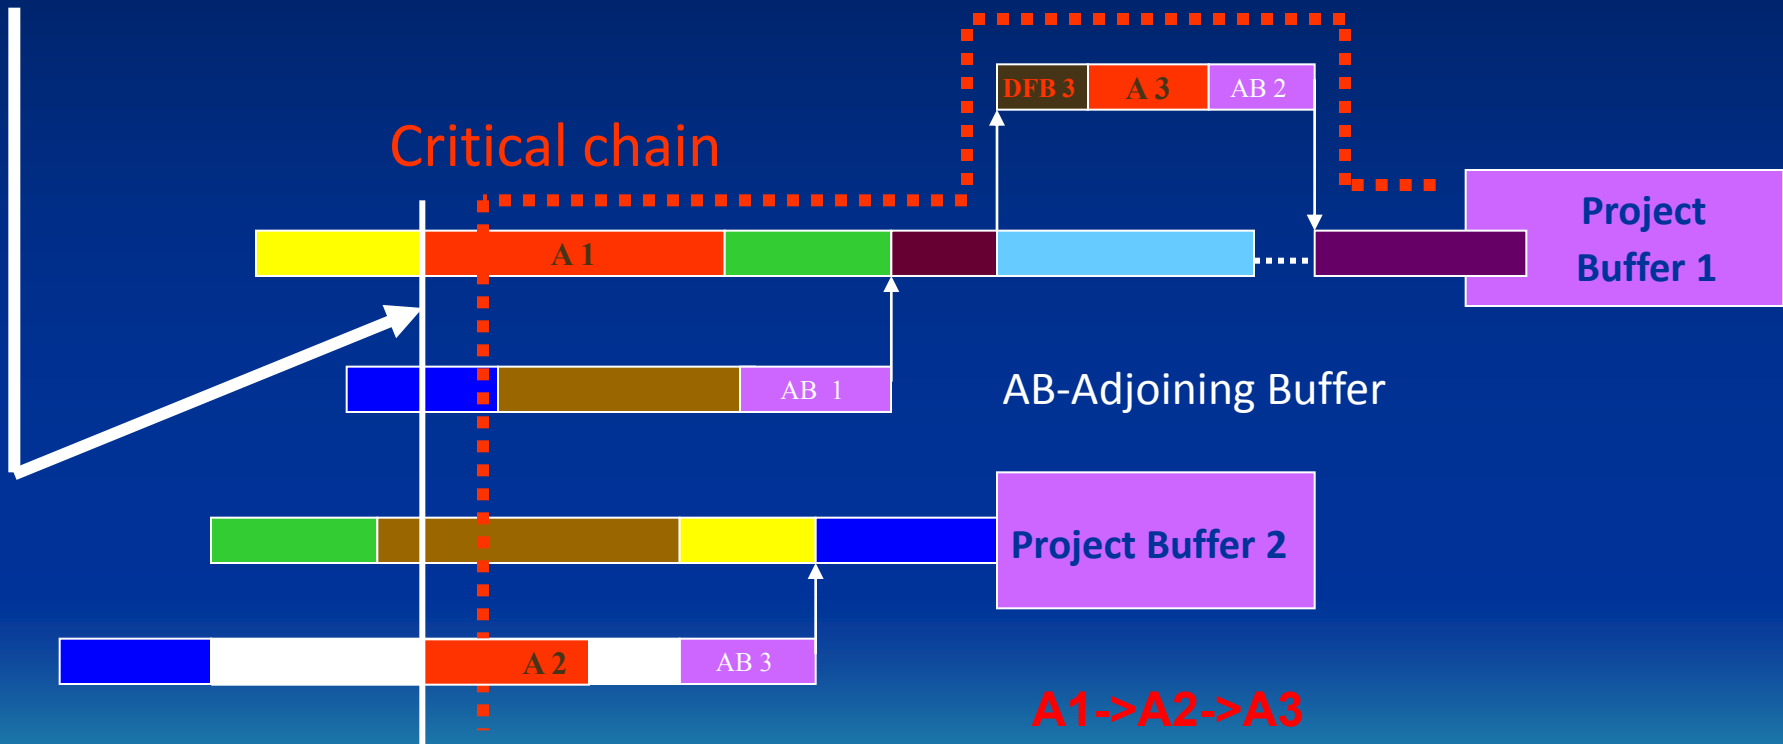 DFB 3
A 3
AB 2
Critical chain
Project
Buffer 1
A 1
AB 1
AB-Adjoining Buffer
Project Buffer 2
A 2
AB 3
A1->A2->A3